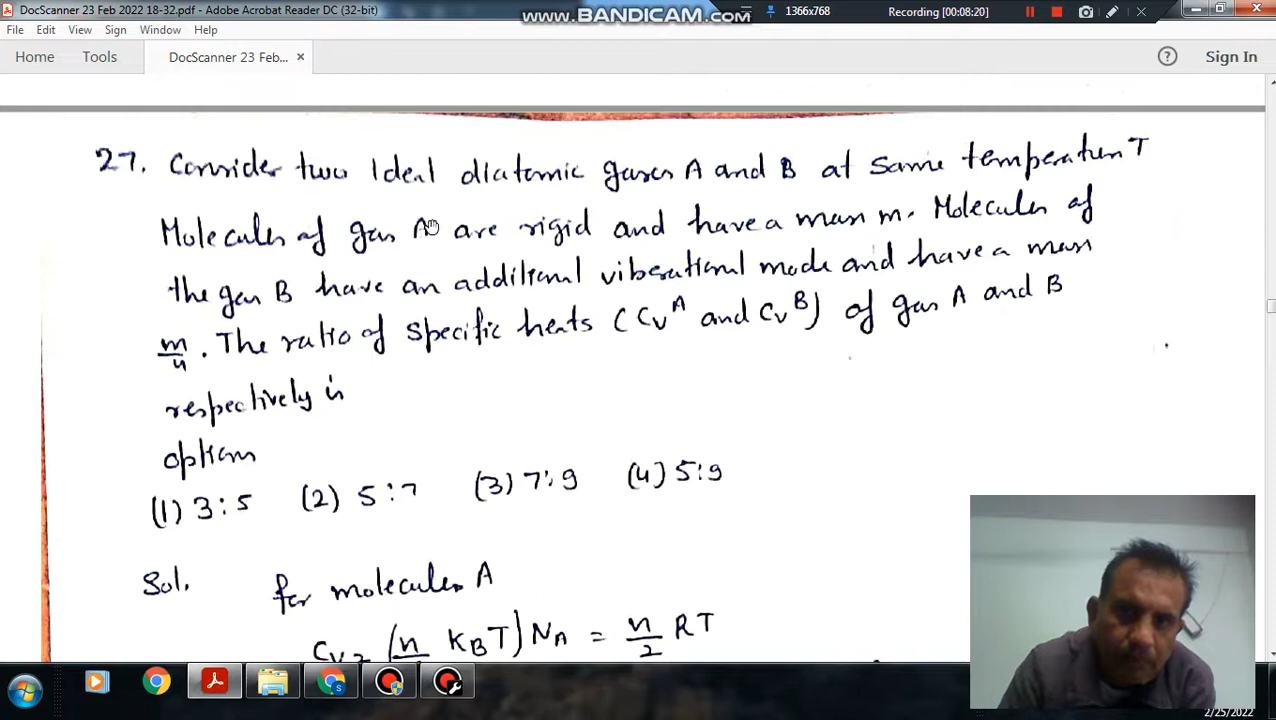 DocScanner 23 Feb 2022 18-32.pdf - Adobe Acrobat Reader DC (32-bit)
www.BANDICAM.com
1366x768
Recording [00:08:20]
File Edit View Sign Window Help
Home Tools DocScanner 23 Feb... × Sign In
27. Consider two Ideal diatomic gases A and B at same temperature T
Molecules of gas A are rigid and have a mass m. Molecules of
the gas B have an additional viberational mode and have a mass
m/4. The ratio of specific heats (Cv^A and Cv^B) of gas A and B
respectively is
option
(1) 3:5 (2) 5:7 (3) 7:9 (4) 5:9
Sol. for molecules A
(n/ K_B T) N_A = n/2 RT
2/25/2022